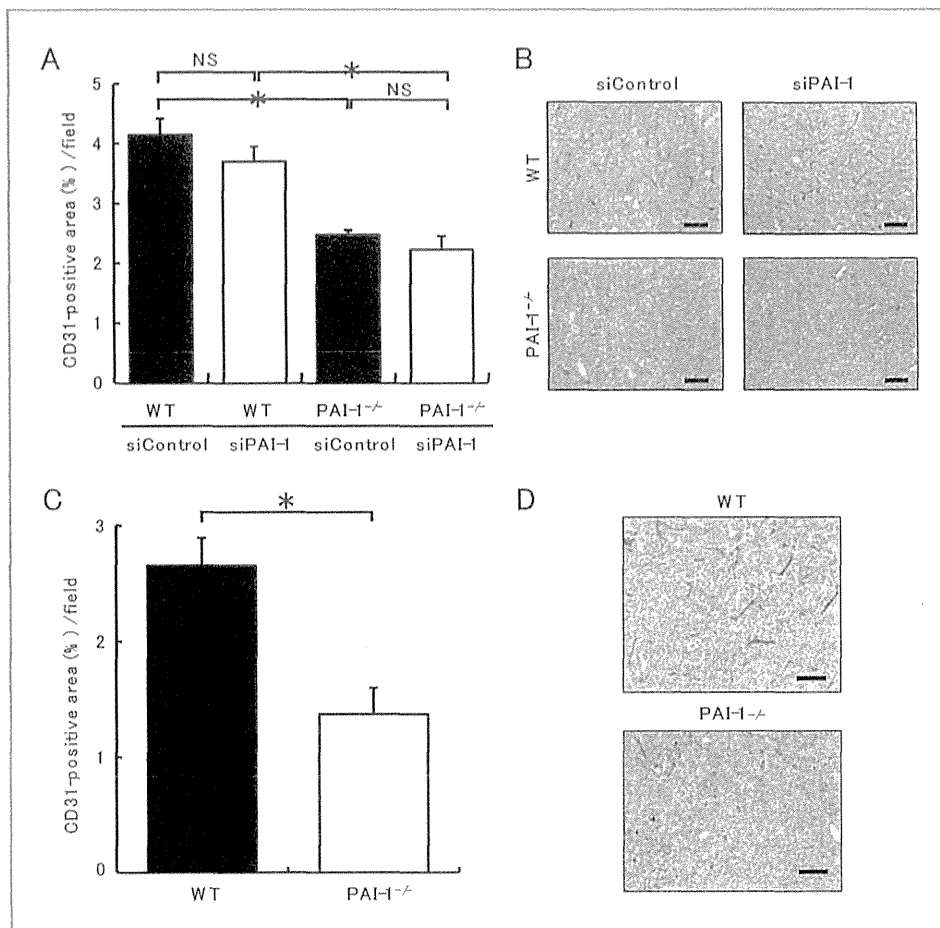 A
NS
*
*
NS
CD31-positive area (%) /field
5
4
3
2
1
0
WT WT PAI-1-/- PAI-1-/-
siControl siPAI-1 siControl siPAI-1
B
siControl siPAI-1
WT
PAI-1-/-
C
*
CD31-positive area (%) /field
3
2
1
0
WT PAI-1-/-
D
WT
PAI-1-/-